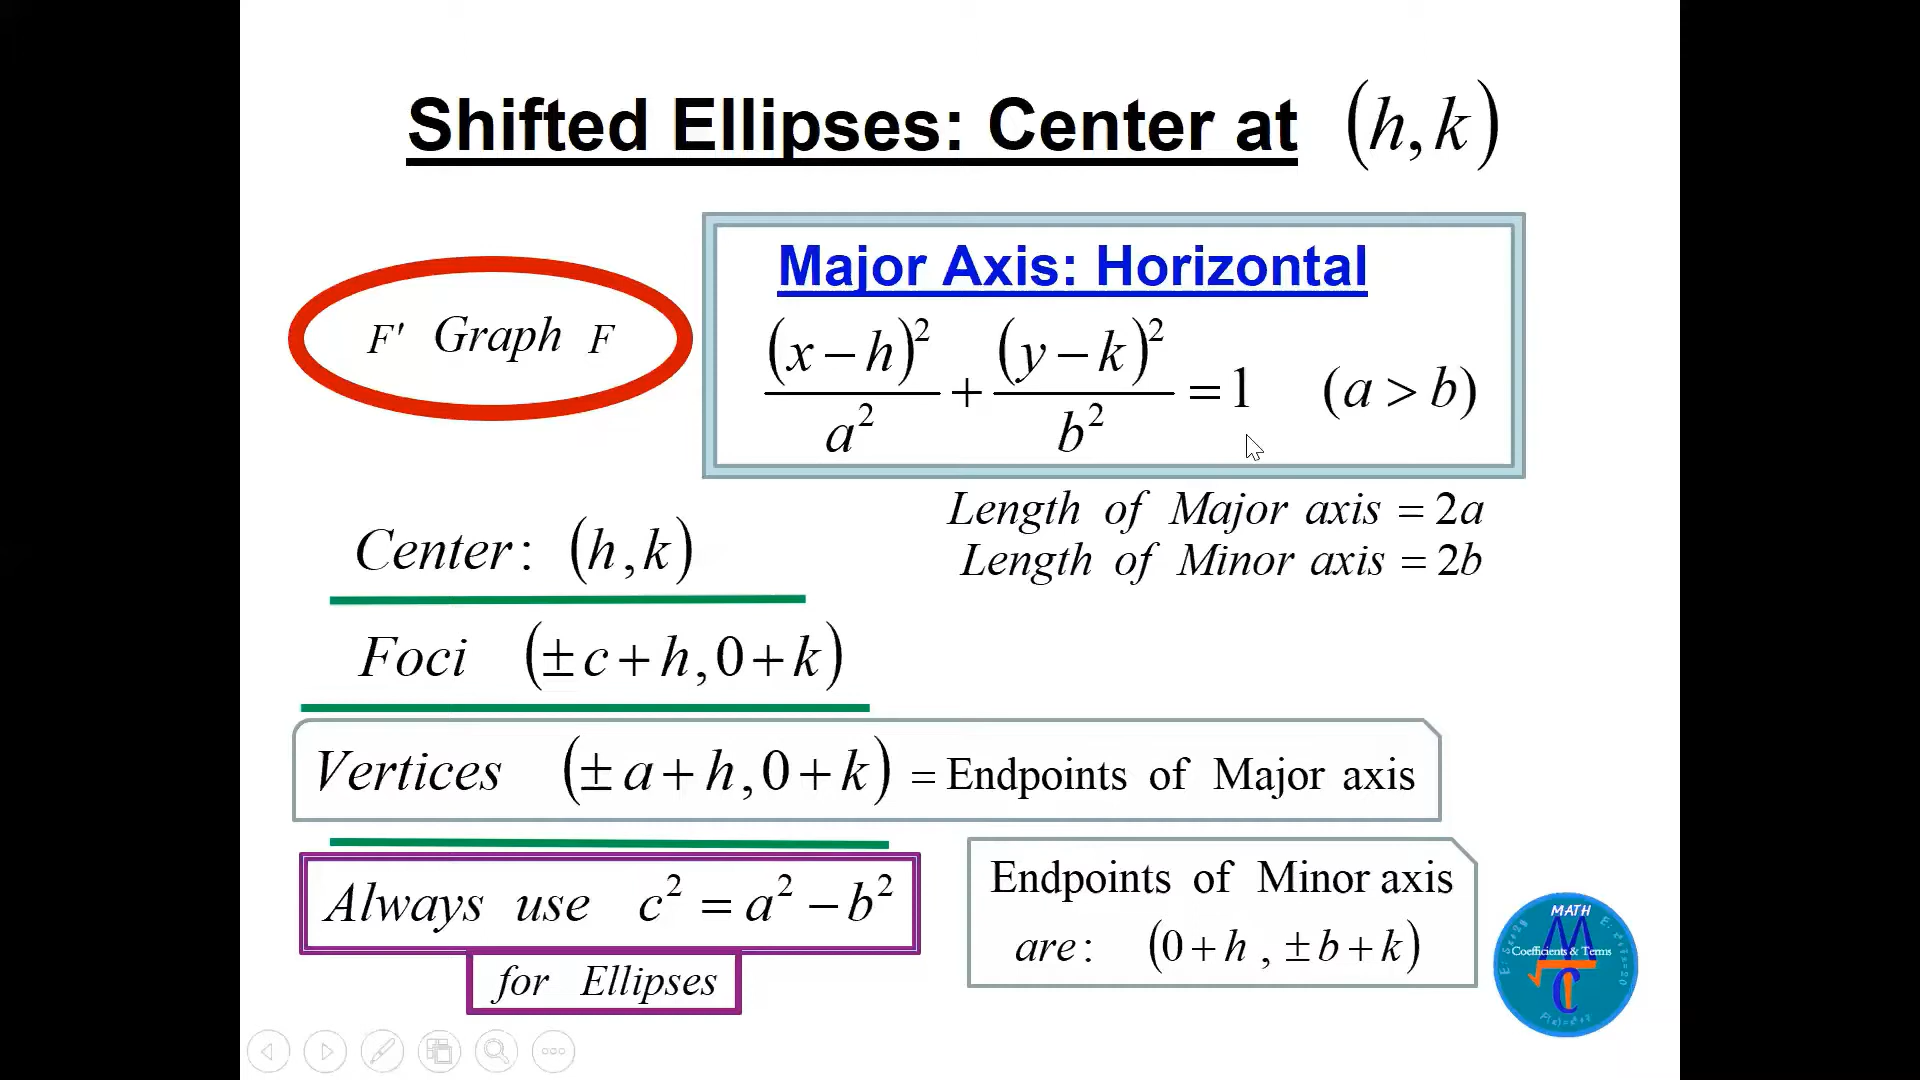 Shifted Ellipses: Center at (h, k)
Major Axis: Horizontal
F' Graph F
(x − h)²/a² + (y − k)²/b² = 1 (a > b)
Length of Major axis = 2a
Length of Minor axis = 2b
Center: (h, k)
Foci (± c + h, 0 + k)
Vertices (± a + h, 0 + k) = Endpoints of Major axis
Always use c² = a² − b²
for Ellipses
Endpoints of Minor axis
are: (0 + h , ± b + k)
MATH
Coefficients & Terms